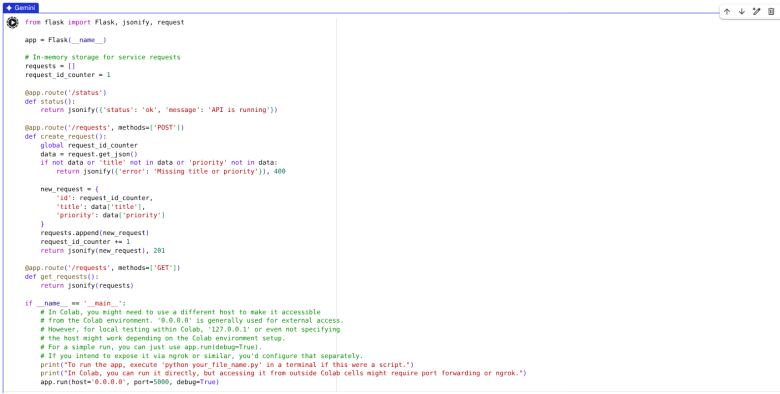 Gemini
from flask import Flask, jsonify, request
app = Flask(__name__)
# In-memory storage for service requests
requests = []
request_id_counter = 1
@app.route('/status')
def status():
    return jsonify({'status': 'ok', 'message': 'API is running'})
@app.route('/requests', methods=['POST'])
def create_request():
    global request_id_counter
    data = request.get_json()
    if not data or 'title' not in data or 'priority' not in data:
        return jsonify({'error': 'Missing title or priority'}), 400
    new_request = {
        'id': request_id_counter,
        'title': data['title'],
        'priority': data['priority']
    }
    requests.append(new_request)
    request_id_counter += 1
    return jsonify(new_request), 201
@app.route('/requests', methods=['GET'])
def get_requests():
    return jsonify(requests)
if __name__ == '__main__':
    # In Colab, you might need to use a different host to make it accessible
    # from the Colab environment. '0.0.0.0' is generally used for external access.
    # However, for local testing within Colab, '127.0.0.1' or even not specifying
    # the host might work depending on the Colab environment setup.
    # For a simple run, you can just use app.run(debug=True).
    # If you intend to expose it via ngrok or similar, you'd configure that separately.
    print("To run the app, execute 'python your_file_name.py' in a terminal if this were a script.")
    print("In Colab, you can run it directly, but accessing it from outside Colab cells might require port forwarding or ngrok.")
    app.run(host='0.0.0.0', port=5000, debug=True)